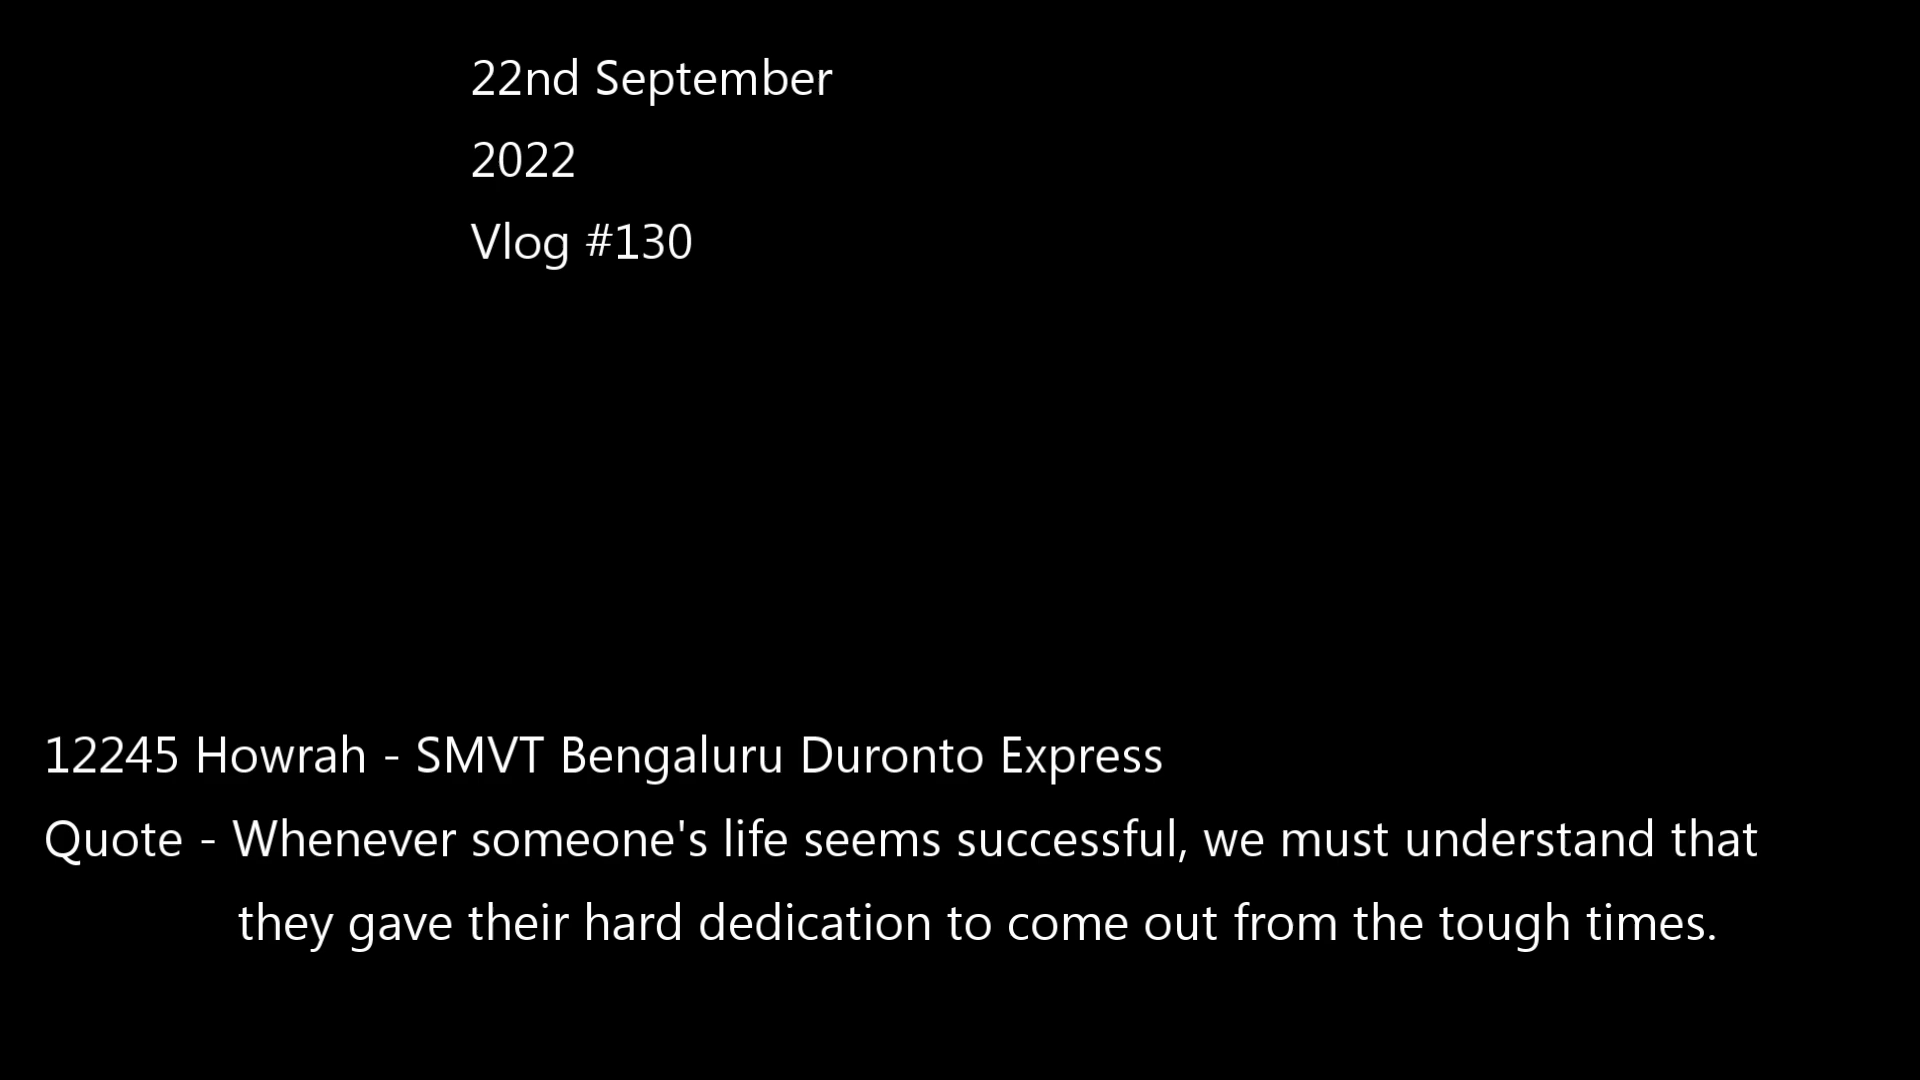 22nd September
2022
Vlog #130
12245 Howrah - SMVT Bengaluru Duronto Express
Quote - Whenever someone's life seems successful, we must understand that
they gave their hard dedication to come out from the tough times.